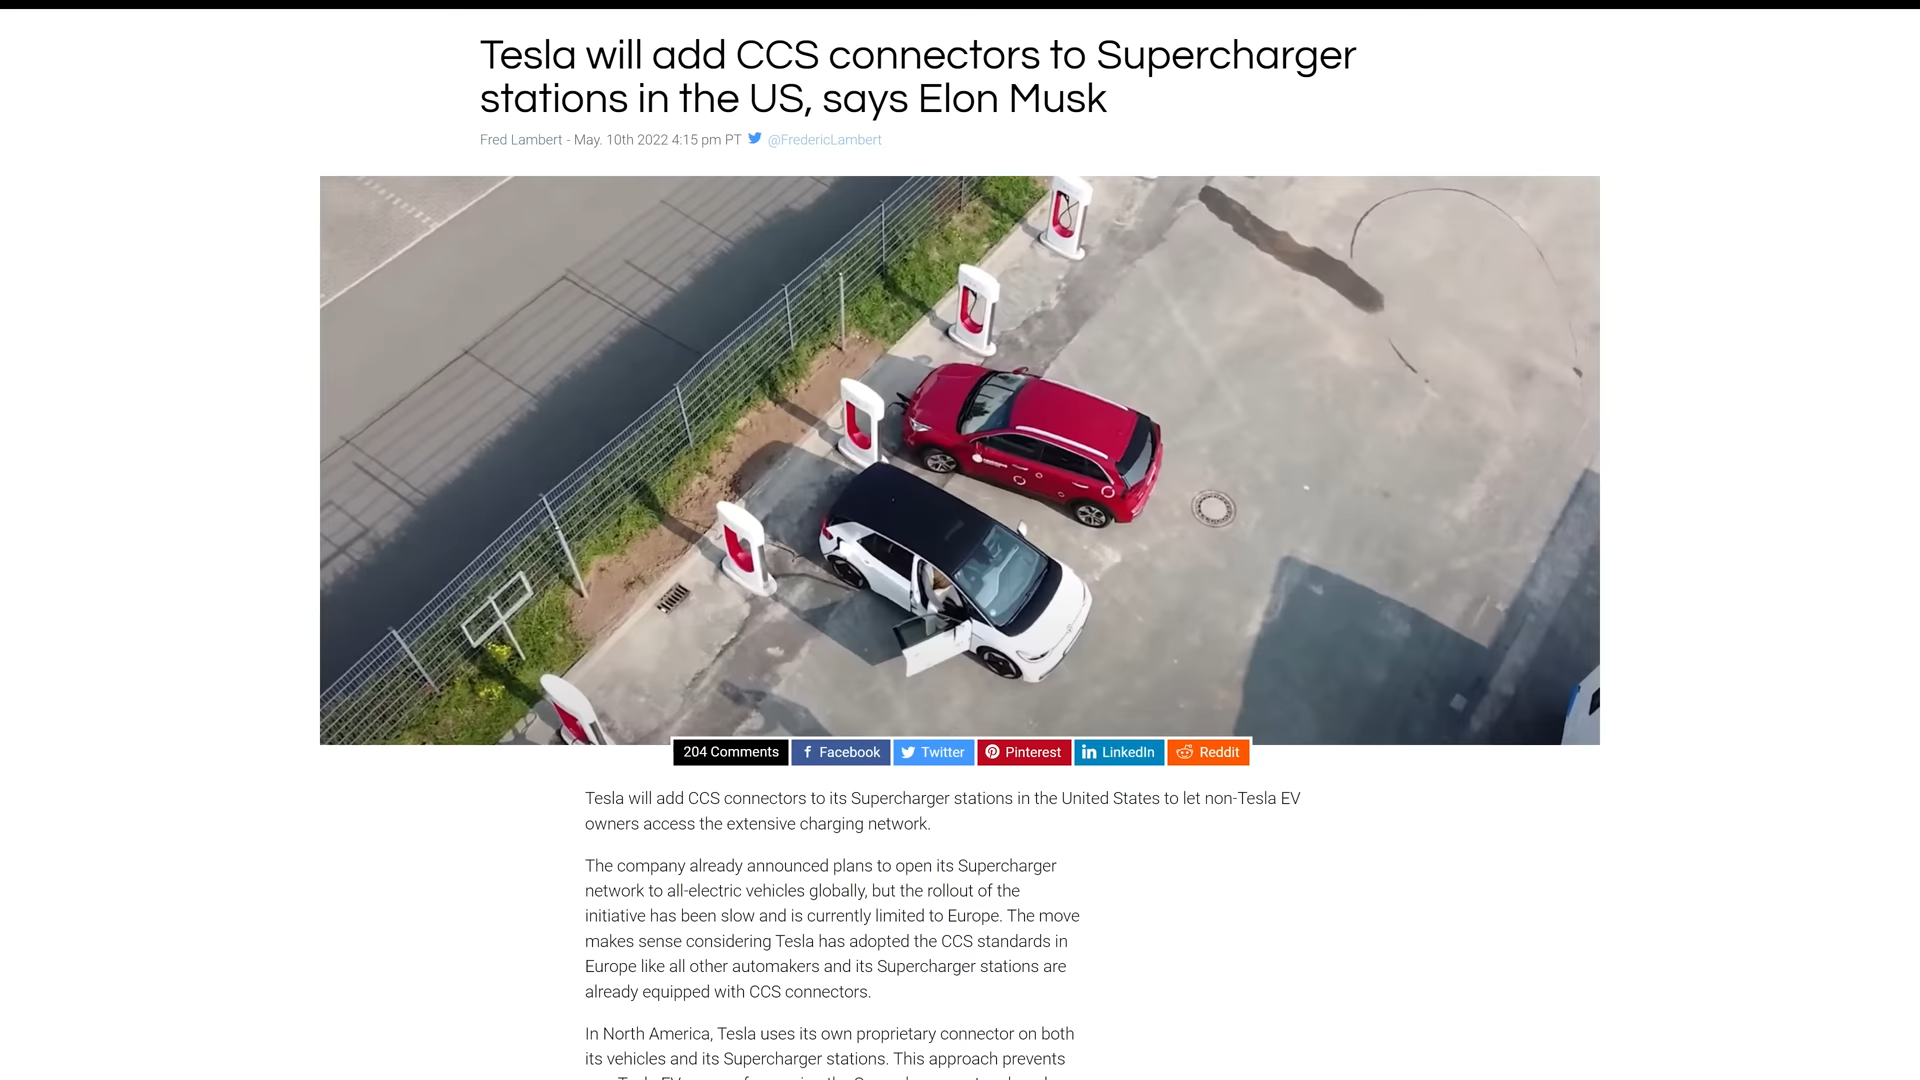 Tesla will add CCS connectors to Supercharger
stations in the US, says Elon Musk
Fred Lambert - May. 10th 2022 4:15 pm PT @FredericLambert
204 Comments Facebook Twitter Pinterest LinkedIn Reddit
Tesla will add CCS connectors to its Supercharger stations in the United States to let non-Tesla EV
owners access the extensive charging network.
The company already announced plans to open its Supercharger
network to all-electric vehicles globally, but the rollout of the
initiative has been slow and is currently limited to Europe. The move
makes sense considering Tesla has adopted the CCS standards in
Europe like all other automakers and its Supercharger stations are
already equipped with CCS connectors.
In North America, Tesla uses its own proprietary connector on both
its vehicles and its Supercharger stations. This approach prevents